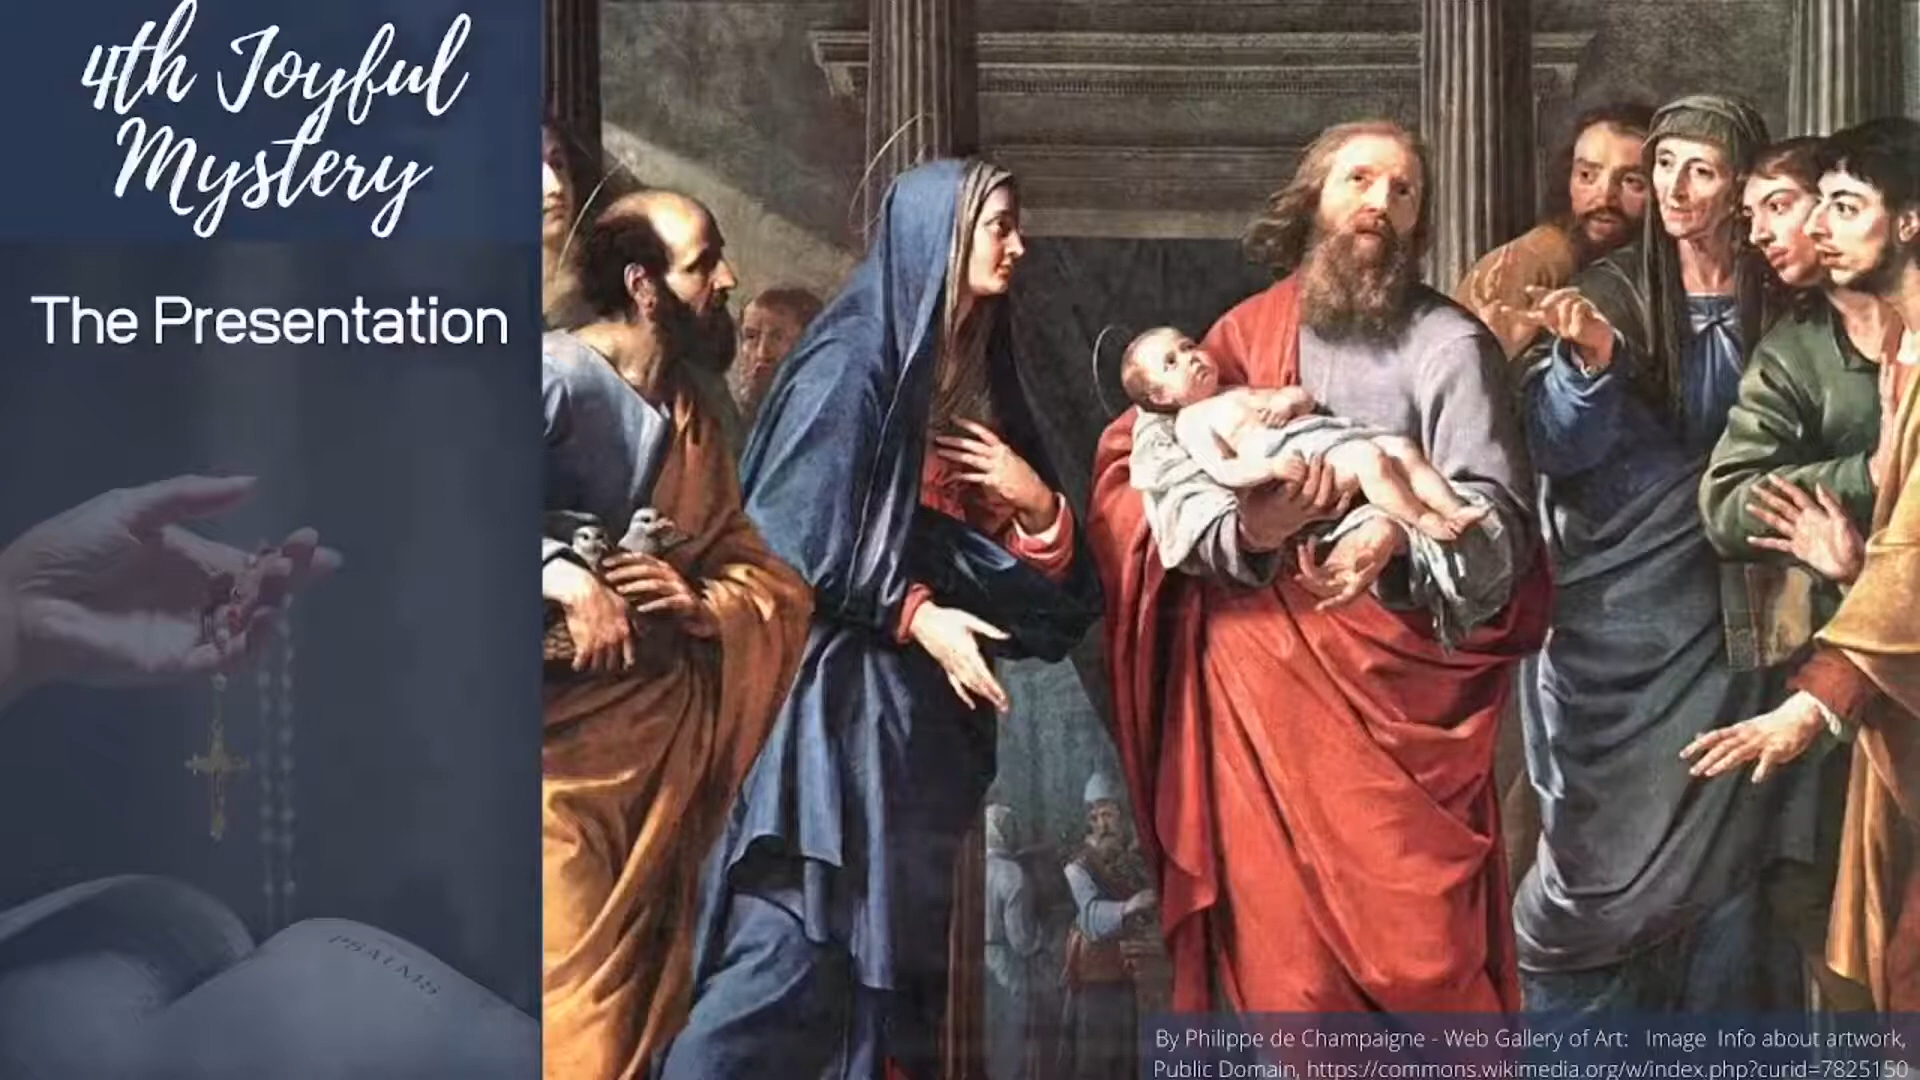 4th Joyful
Mystery
The Presentation
PSALMS
By Philippe de Champaigne - Web Gallery of Art: Image Info about artwork,
Public Domain, https://commons.wikimedia.org/w/index.php?curid=7825150